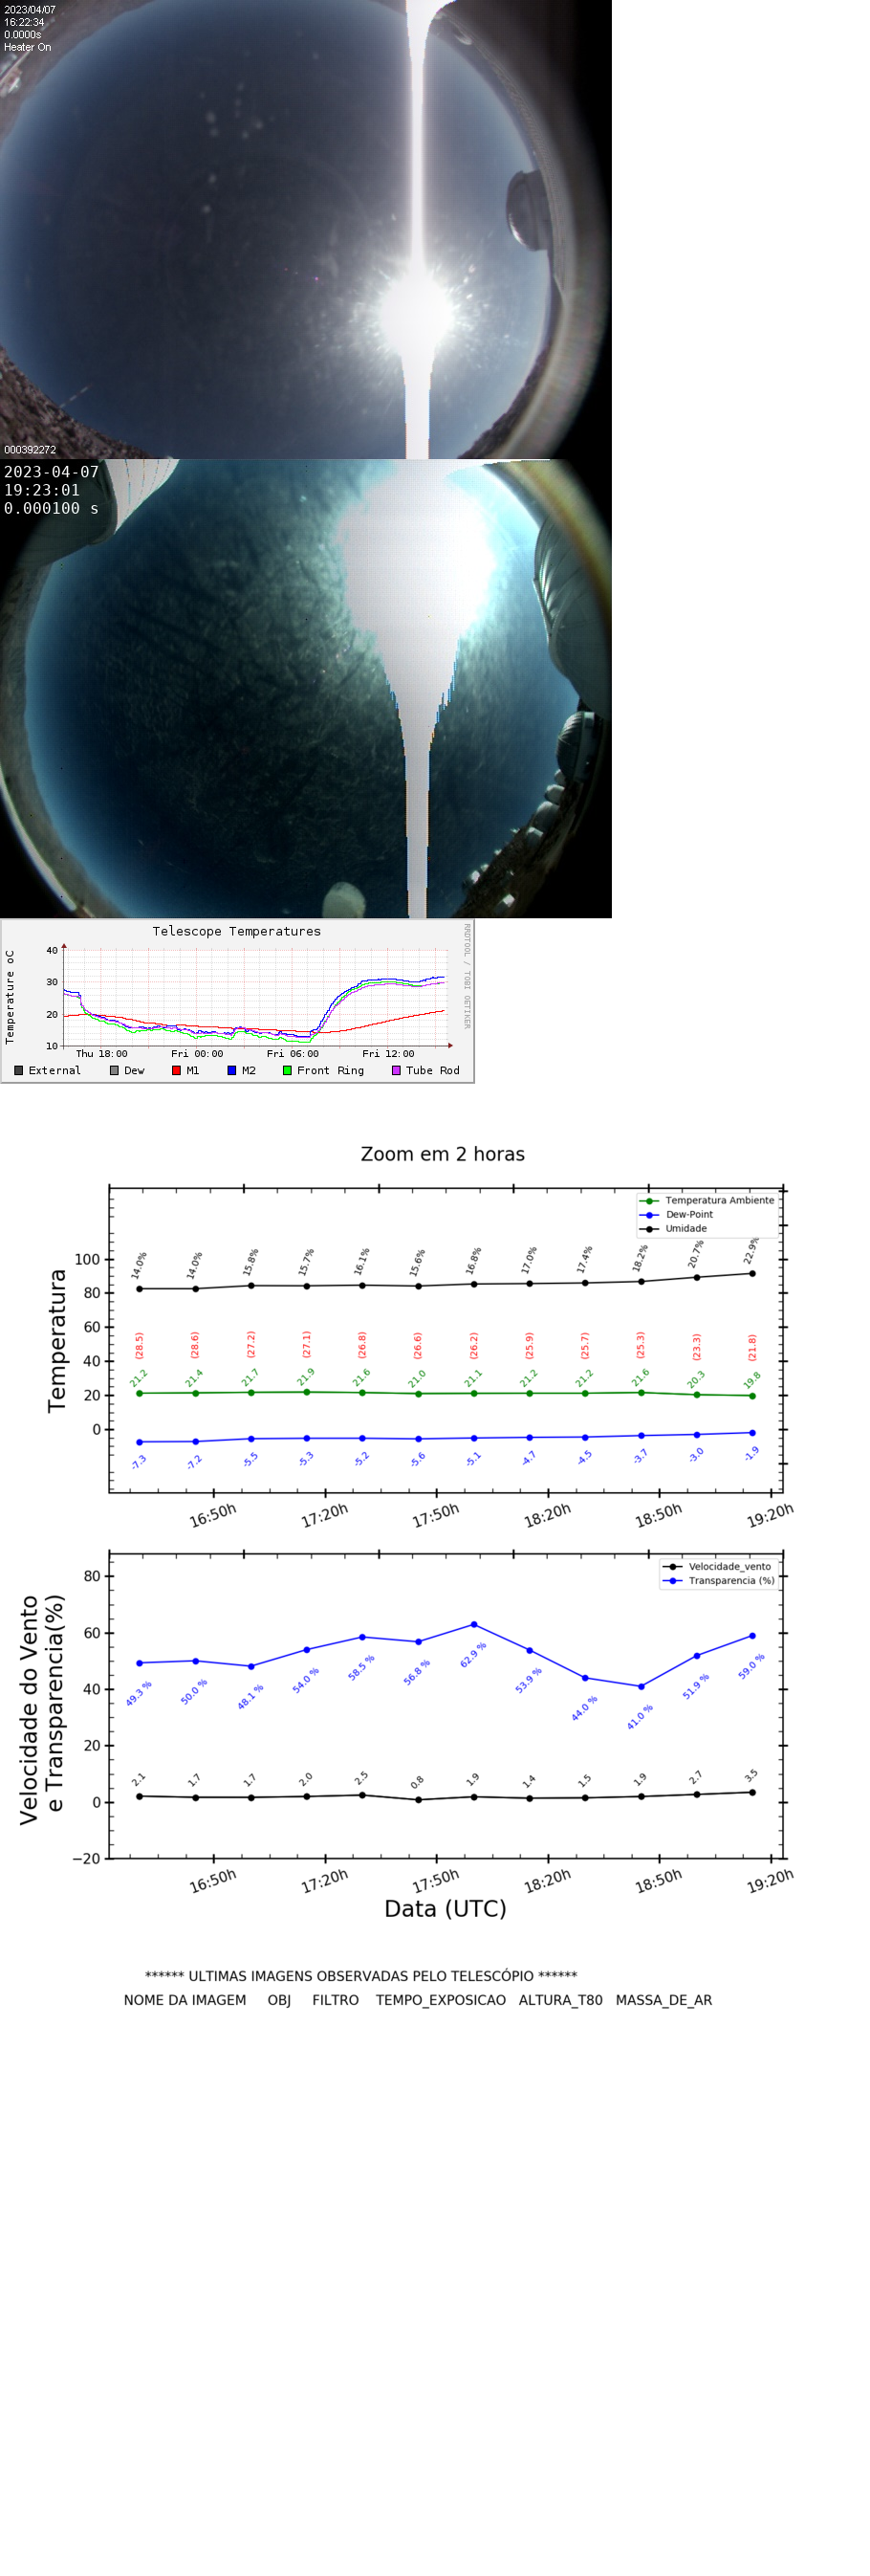 2023/04/07
16:22:34
0.0000s
Heater On
000392272
2023-04-07
19:23:01
0.000100 s
Telescope Temperatures
RRDTOOL / TOBI OETIKER
Temperature oC
40
30
20
10
Thu 18:00 Fri 00:00 Fri 06:00 Fri 12:00
External Dew M1 M2 Front Ring Tube Rod
Zoom em 2 horas
Temperatura Ambiente
Dew-Point
Umidade
Temperatura
100
80
60
40
20
0
14.0% 14.0% 15.8% 15.7% 16.1% 15.6% 16.8% 17.0% 17.4% 18.2% 20.7% 22.9%
(28.5) (28.6) (27.2) (27.1) (26.8) (26.6) (26.2) (25.9) (25.7) (25.3) (23.3) (21.8)
21.2 21.4 21.7 21.9 21.6 21.0 21.1 21.2 21.2 21.6 20.3 19.8
-7.3 -7.2 -5.5 -5.3 -5.2 -5.6 -5.1 -4.7 -4.5 -3.7 -3.0 -1.9
16:50h 17:20h 17:50h 18:20h 18:50h 19:20h
Velocidade_vento
Transparencia (%)
Velocidade do Vento
e Transparencia(%)
80
60
40
20
0
−20
49.3 % 50.0 % 48.1 % 54.0 % 58.5 % 56.8 % 62.9 % 53.9 % 44.0 % 41.0 % 51.9 % 59.0 %
2.1 1.7 1.7 2.0 2.5 0.8 1.9 1.4 1.5 1.9 2.7 3.5
16:50h 17:20h 17:50h 18:20h 18:50h 19:20h
Data (UTC)
****** ULTIMAS IMAGENS OBSERVADAS PELO TELESCÓPIO ******
NOME DA IMAGEM OBJ FILTRO TEMPO_EXPOSICAO ALTURA_T80 MASSA_DE_AR